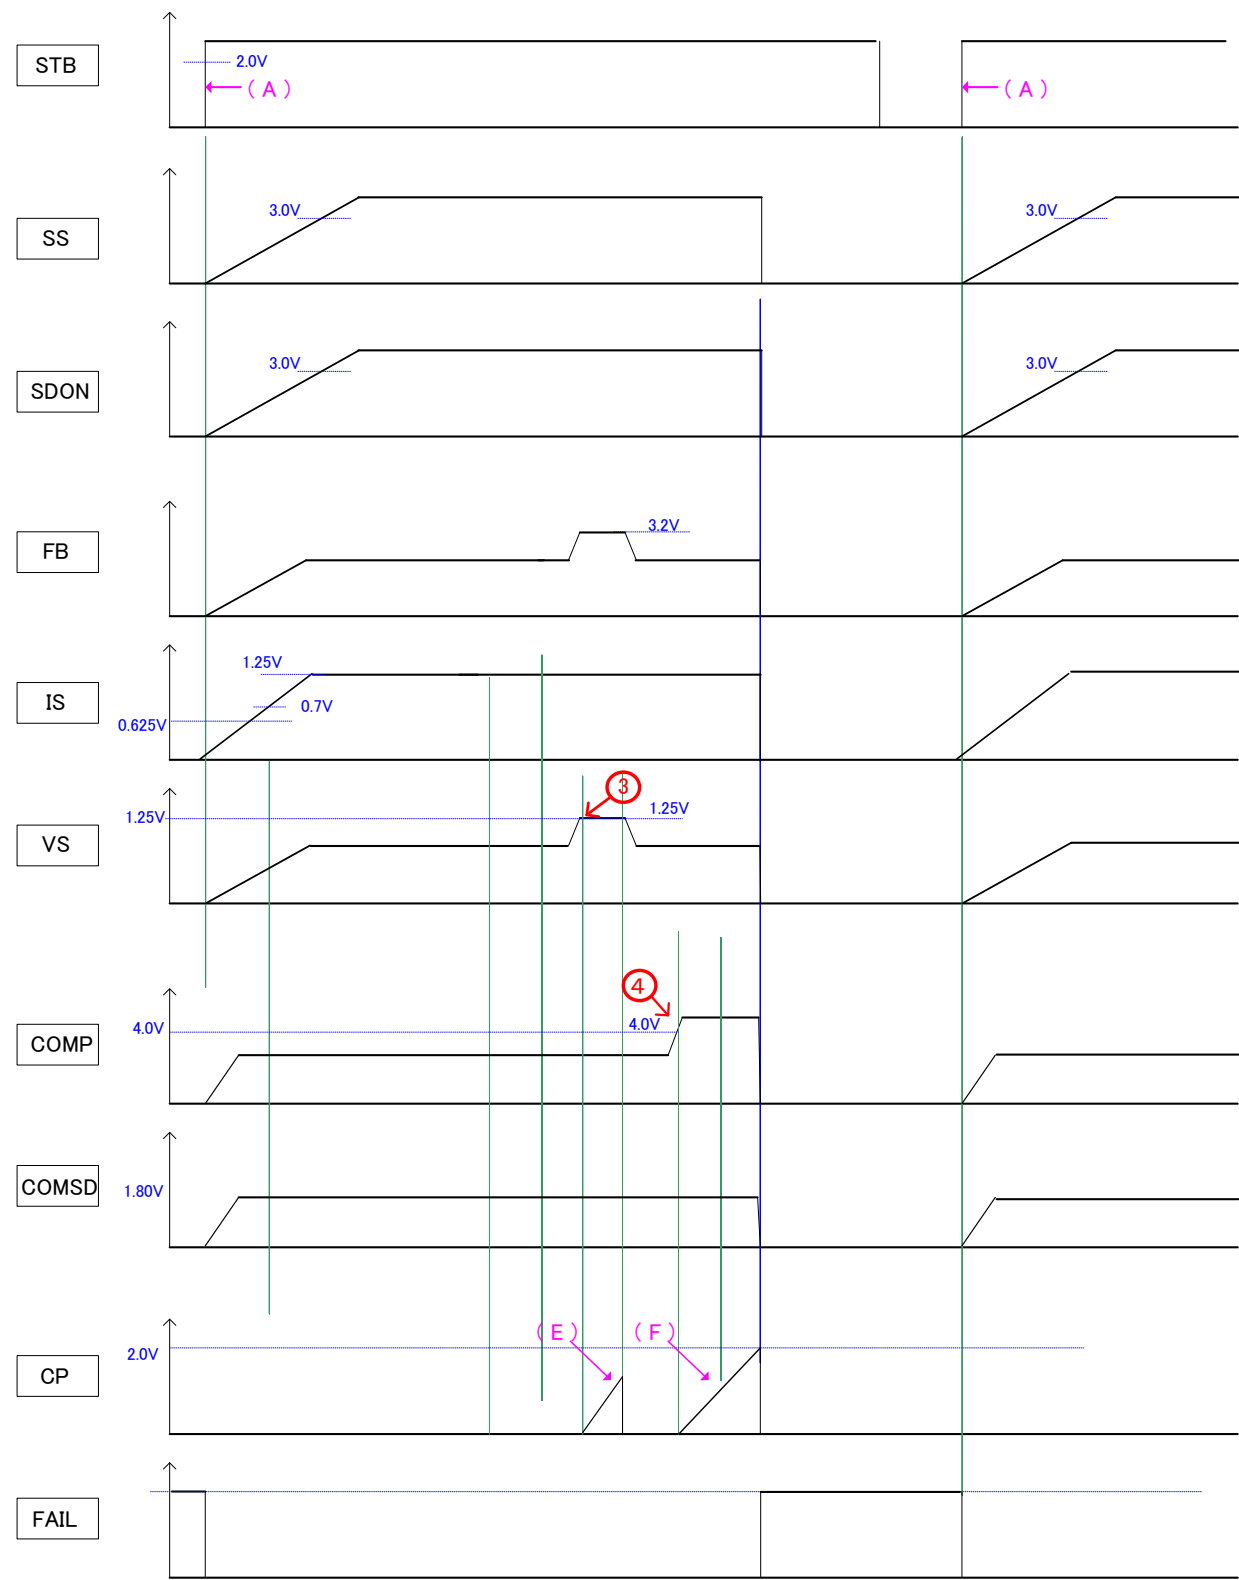 STB
2.0V
( A )
( A )
SS
3.0V
3.0V
SDON
3.0V
3.0V
FB
3.2V
IS
1.25V
0.7V
0.625V
VS
1.25V
③
1.25V
COMP
4.0V
④
4.0V
COMSD
1.80V
CP
2.0V
( E )
( F )
FAIL